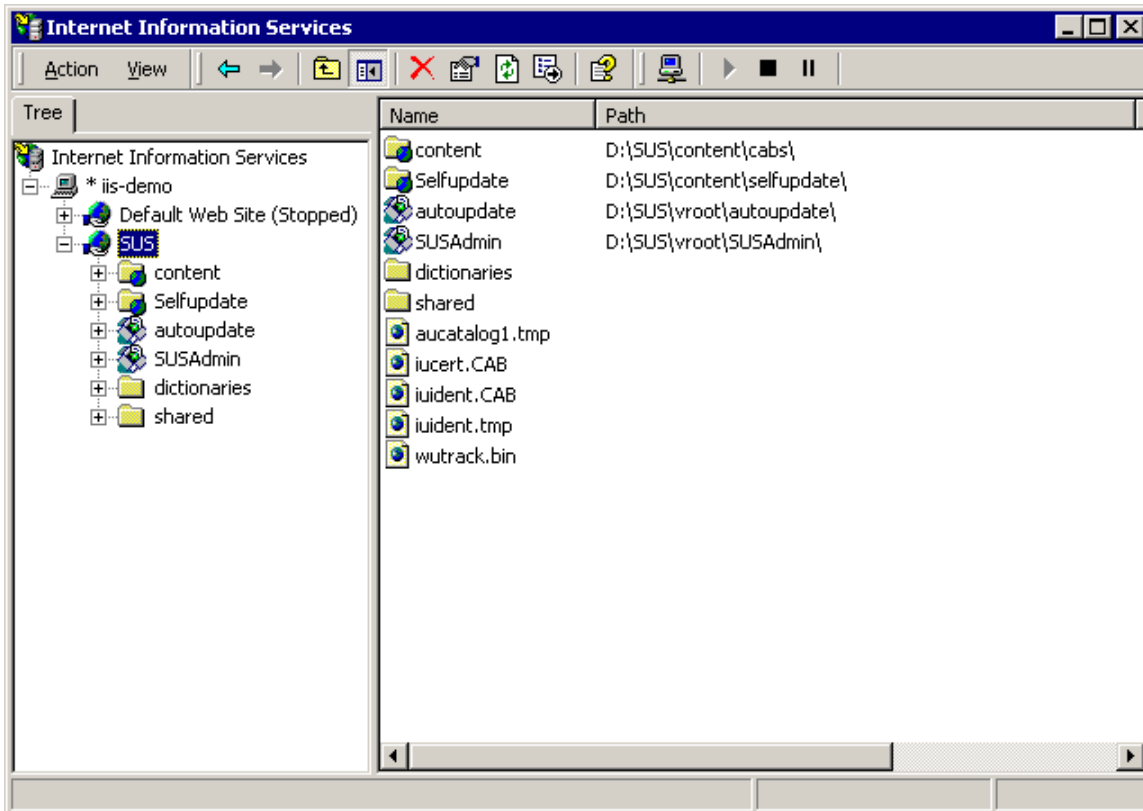 Internet Information Services
Action View
Tree
Internet Information Services
* iis-demo
Default Web Site (Stopped)
SUS
content
Selfupdate
autoupdate
SUSAdmin
dictionaries
shared
Name Path
content D:\SUS\content\cabs\
Selfupdate D:\SUS\content\selfupdate\
autoupdate D:\SUS\vroot\autoupdate\
SUSAdmin D:\SUS\vroot\SUSAdmin\
dictionaries
shared
aucatalog1.tmp
iucert.CAB
iuident.CAB
iuident.tmp
wutrack.bin